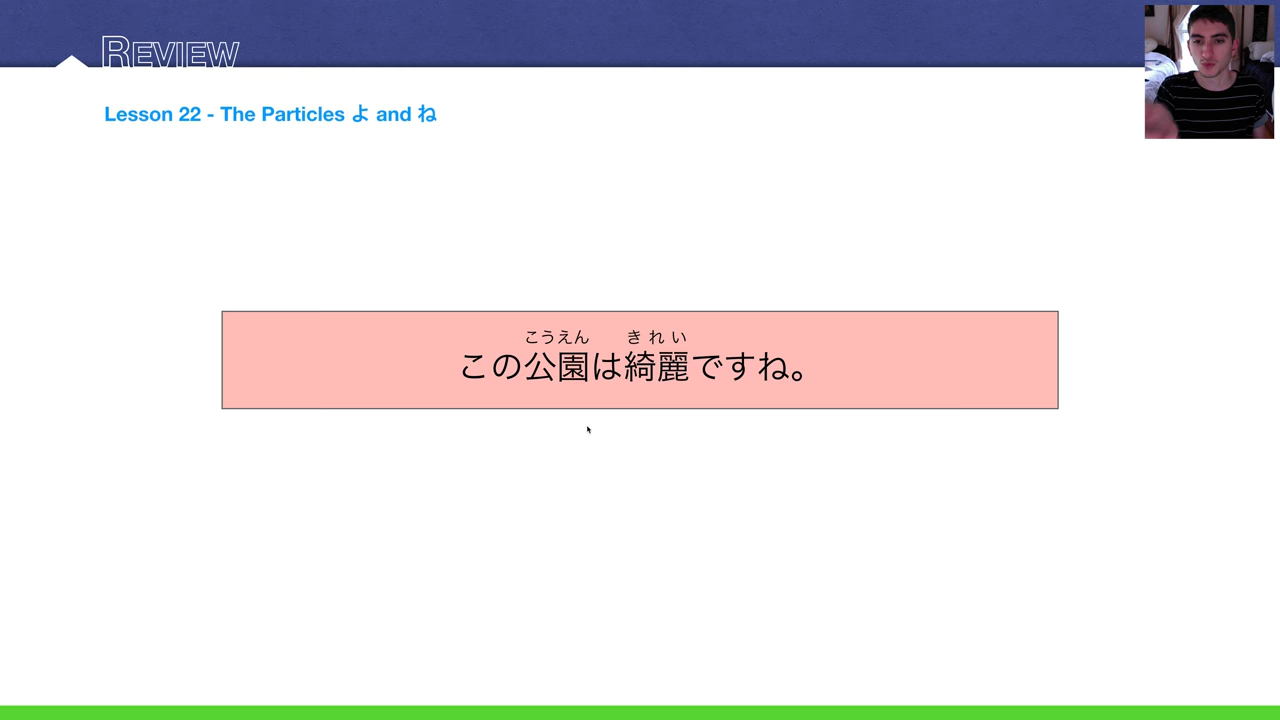 REVIEW
Lesson 22 - The Particles よ and ね
こうえん きれい
この公園は綺麗ですね。